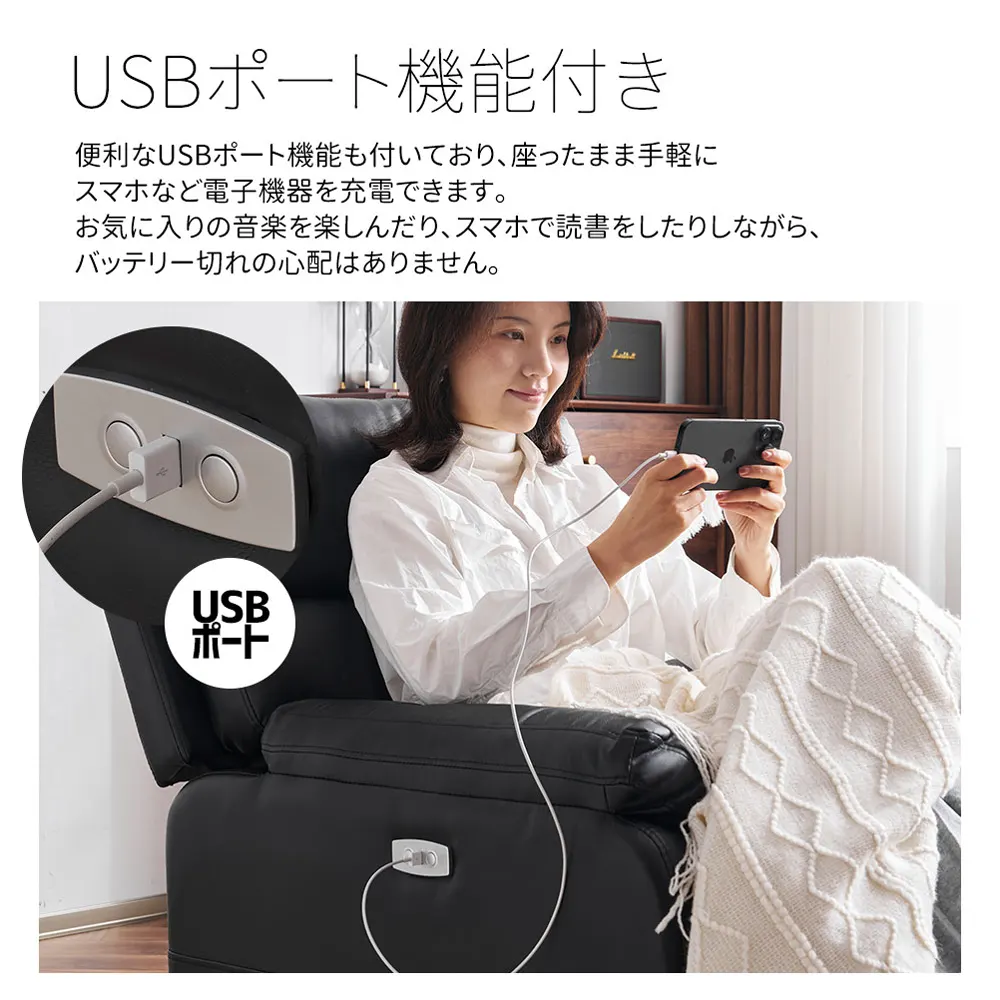 USBポート機能付き
便利なUSBポート機能も付いており、座ったまま手軽に
スマホなど電子機器を充電できます。
お気に入りの音楽を楽しんだり、スマホで読書をしたりしながら、
バッテリー切れの心配はありません。
Marshall
USB
ポート